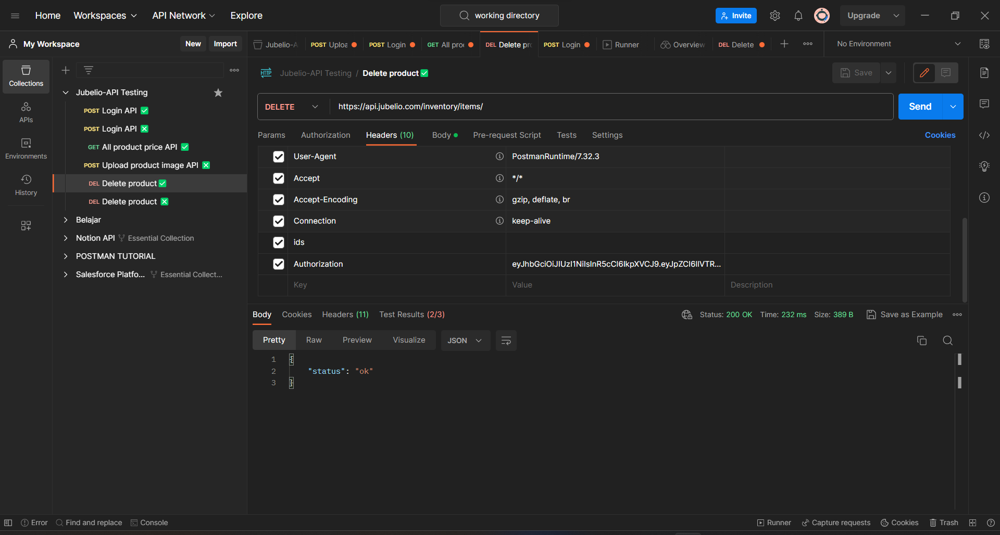 Home
Workspaces
API Network
Explore
working directory
Invite
Upgrade
My Workspace
New
Import
Jubelio-A
POST Uploa
POST Login
GET All pro
DEL Delete pr
POST Login
Runner
Overview
DEL Delete
No Environment
Collections
APIs
Environments
History
Jubelio-API Testing
POST Login API
POST Login API
GET All product price API
POST Upload product image API
DEL Delete product
DEL Delete product
Belajar
Notion API Essential Collection
POSTMAN TUTORIAL
Salesforce Platfo... Essential Collect...
HTTP
Jubelio-API Testing / Delete product
Save
DELETE
https://api.jubelio.com/inventory/items/
Send
Params
Authorization
Headers (10)
Body
Pre-request Script
Tests
Settings
Cookies
User-Agent
PostmanRuntime/7.32.3
Accept
*/*
Accept-Encoding
gzip, deflate, br
Connection
keep-alive
ids
Authorization
Key
Value
Description
Body
Cookies
Headers (11)
Test Results (2/3)
Status: 200 OK
Time: 232 ms
Size: 389 B
Save as Example
Pretty
Raw
Preview
Visualize
JSON
1 {
2 "status": "ok"
3 }
Error
Find and replace
Console
Runner
Capture requests
Cookies
Trash